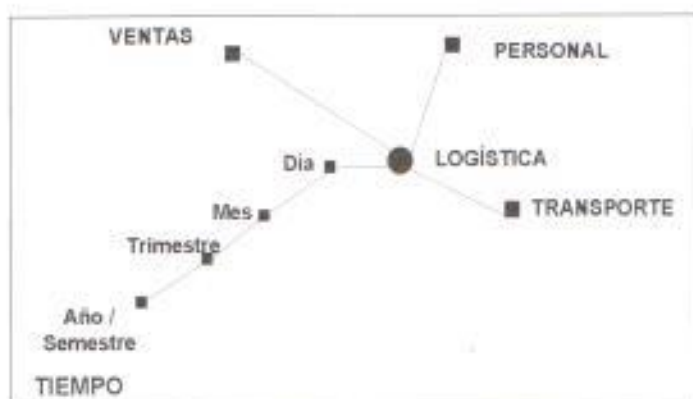 VENTAS
PERSONAL
Dia
LOGÍSTICA
Mes
TRANSPORTE
Trimestre
Año /
Semestre
TIEMPO